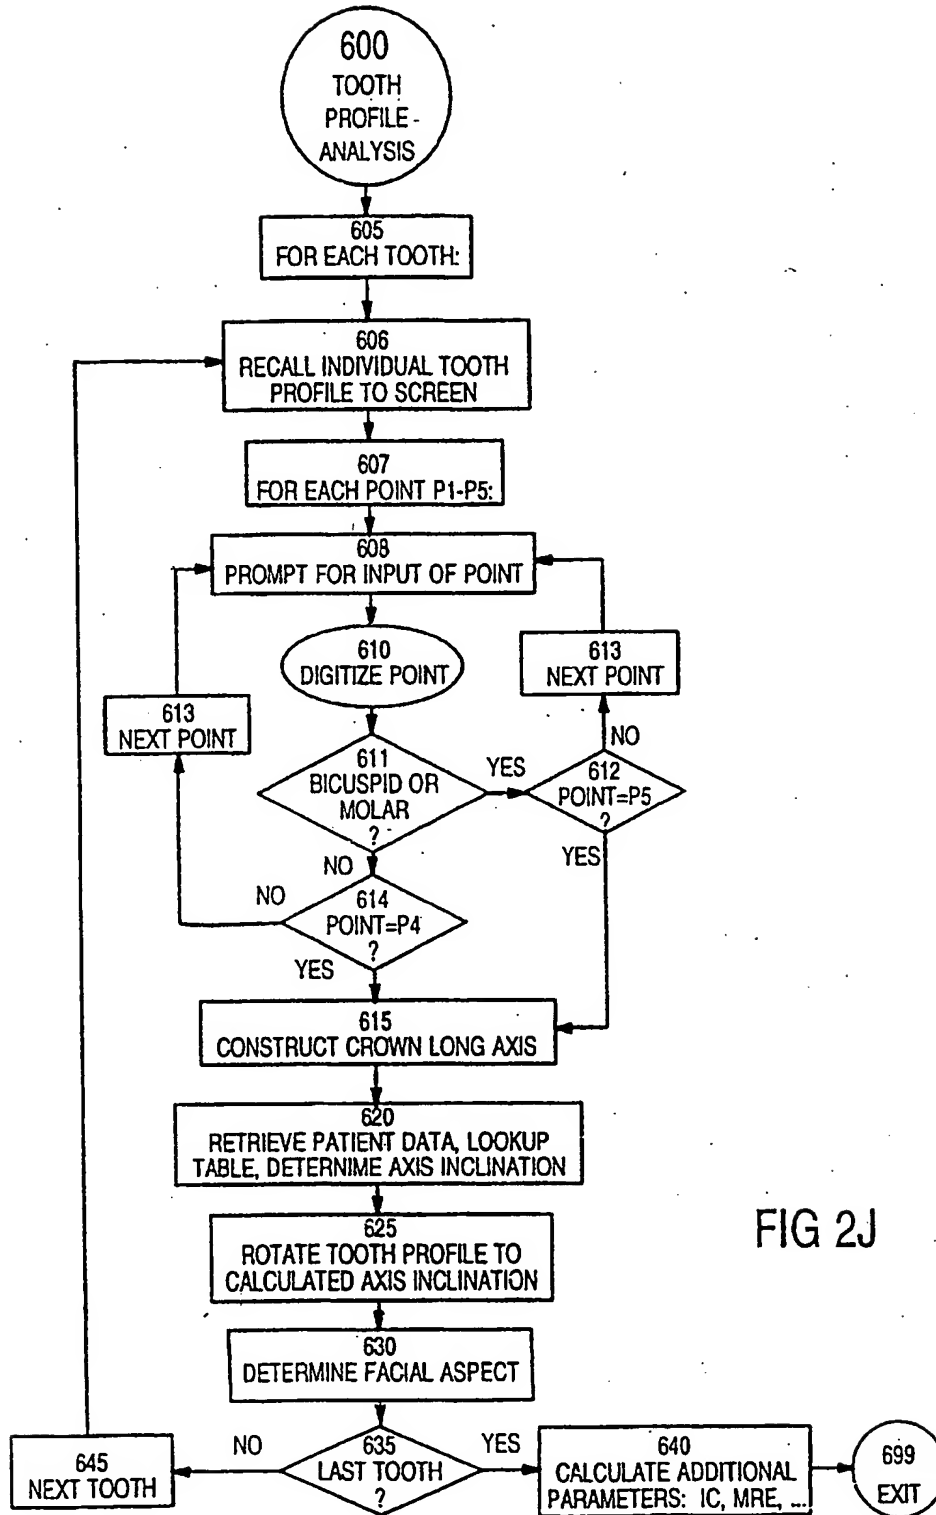 600
TOOTH
PROFILE-
ANALYSIS
605
FOR EACH TOOTH:
606
RECALL INDIVIDUAL TOOTH
PROFILE TO SCREEN
607
FOR EACH POINT P1-P5:
608
PROMPT FOR INPUT OF POINT
610
DIGITIZE POINT
613
NEXT POINT
613
NEXT POINT
611
BICUSPID OR
MOLAR
?
YES
NO
612
POINT=P5
?
YES
NO
NO
614
POINT=P4
?
YES
615
CONSTRUCT CROWN LONG AXIS
620
RETRIEVE PATIENT DATA, LOOKUP
TABLE, DETERNIME AXIS INCLINATION
625
ROTATE TOOTH PROFILE TO
CALCULATED AXIS INCLINATION
FIG 2J
630
DETERMINE FACIAL ASPECT
645
NEXT TOOTH
NO
635
LAST TOOTH
?
YES
640
CALCULATE ADDITIONAL
PARAMETERS: IC, MRE, ...
699
EXIT